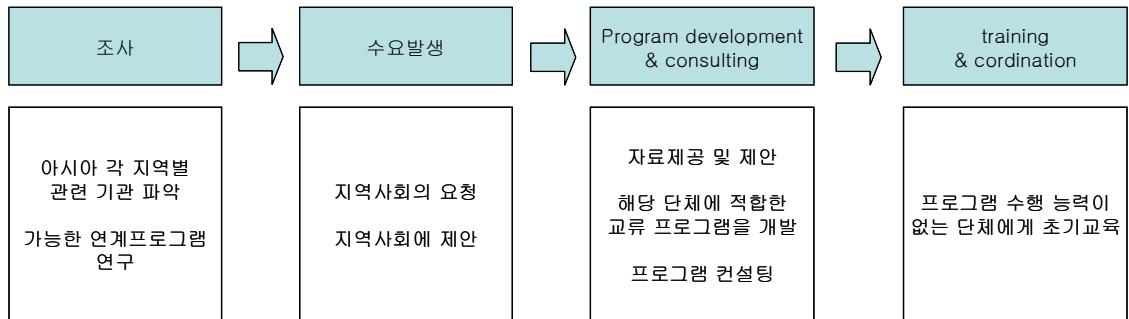 조사
수요발생
Program development
& consulting
training
& cordination
아시아 각 지역별
관련 기관 파악
가능한 연계프로그램
연구
지역사회의 요청
지역사회에 제안
자료제공 및 제안
해당 단체에 적합한
교류 프로그램을 개발
프로그램 컨설팅
프로그램 수행 능력이
없는 단체에게 초기교육